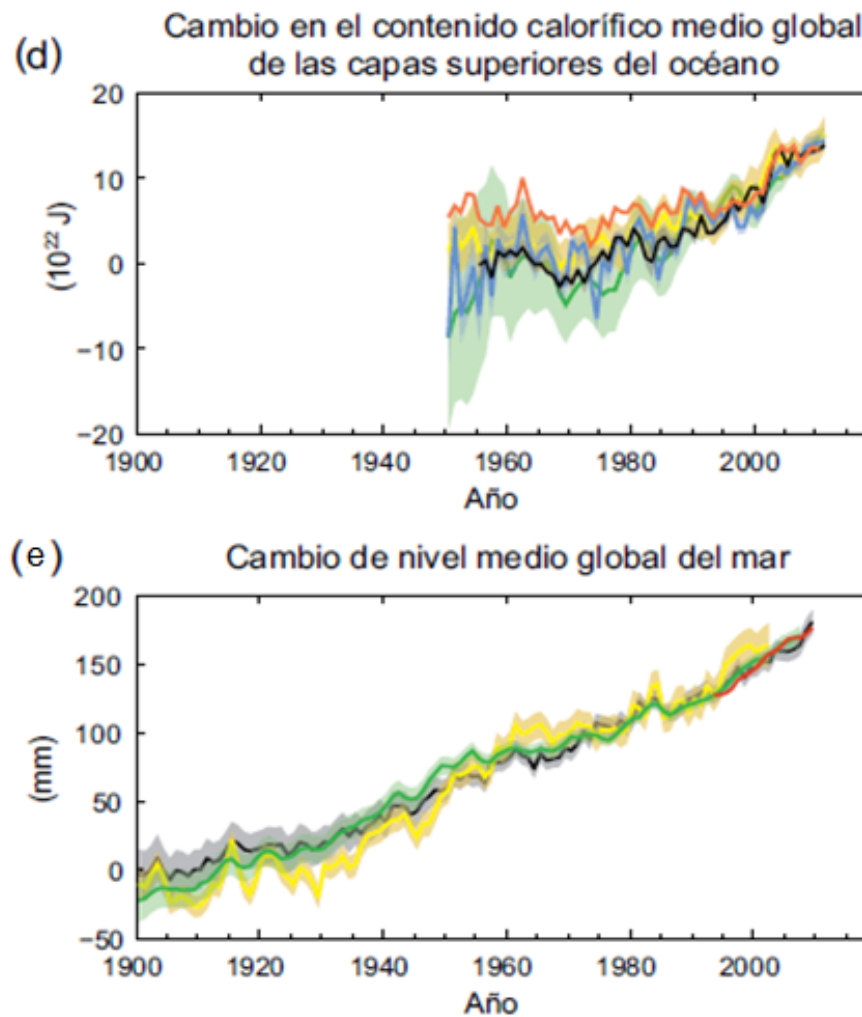 (d)
Cambio en el contenido calorífico medio global
de las capas superiores del océano
20
10
0
−10
−20
(10²² J)
1900 1920 1940 1960 1980 2000
Año
(e)
Cambio de nivel medio global del mar
200
150
100
50
0
−50
(mm)
1900 1920 1940 1960 1980 2000
Año